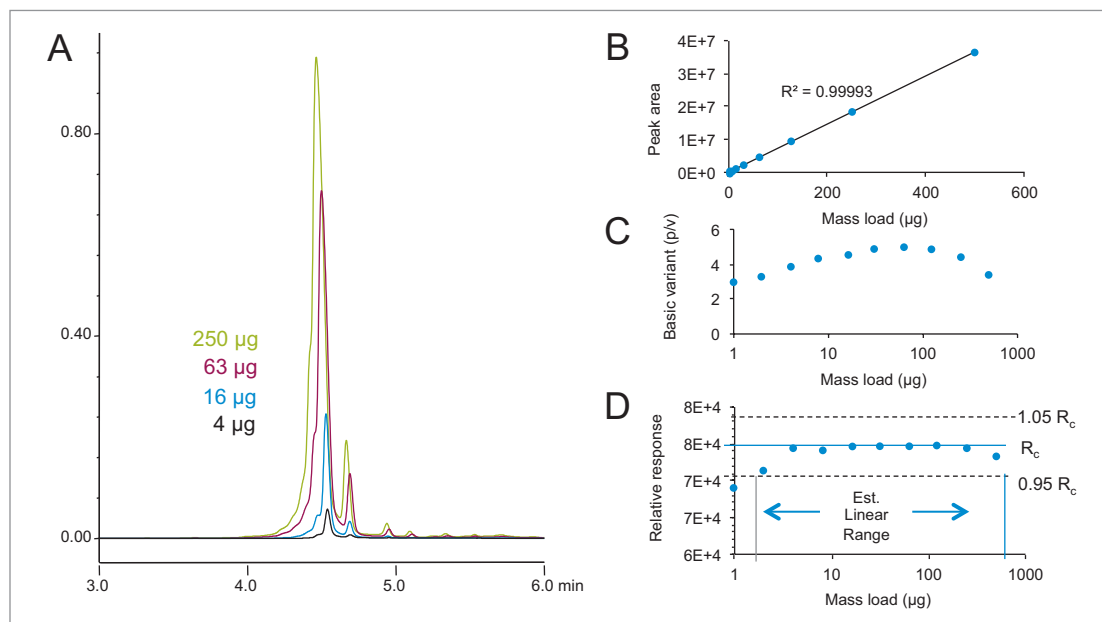 A
0.80
0.40
0.00
250 µg
63 µg
16 µg
4 µg
3.0 4.0 5.0 6.0 min
B
4E+7
3E+7
2E+7
1E+7
0E+0
Peak area
R² = 0.99993
0 200 400 600
Mass load (µg)
C
6
4
2
0
Basic variant (p/v)
1 10 100 1000
Mass load (µg)
D
8E+4
8E+4
7E+4
7E+4
6E+4
Relative response
1.05 Rc
Rc
0.95 Rc
Est.
Linear
Range
1 10 100 1000
Mass load (µg)